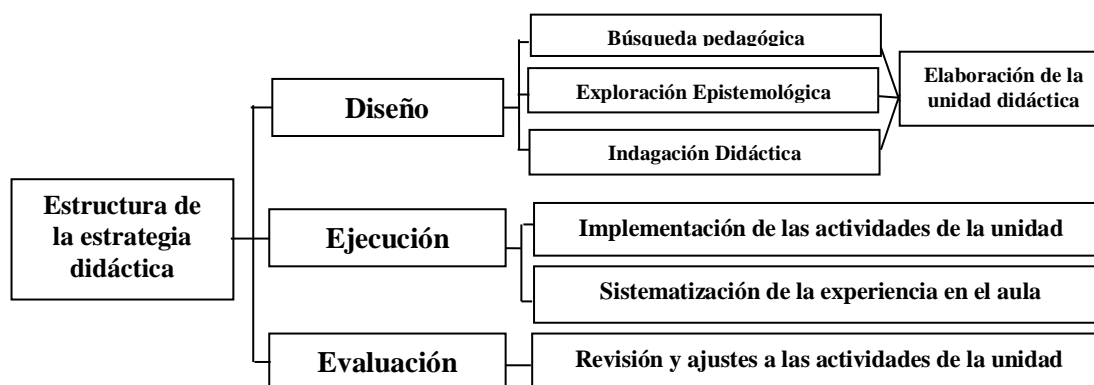 Estructura de
la estrategia
didáctica
Diseño
Búsqueda pedagógica
Exploración Epistemológica
Indagación Didáctica
Elaboración de la
unidad didáctica
Ejecución
Implementación de las actividades de la unidad
Sistematización de la experiencia en el aula
Evaluación
Revisión y ajustes a las actividades de la unidad